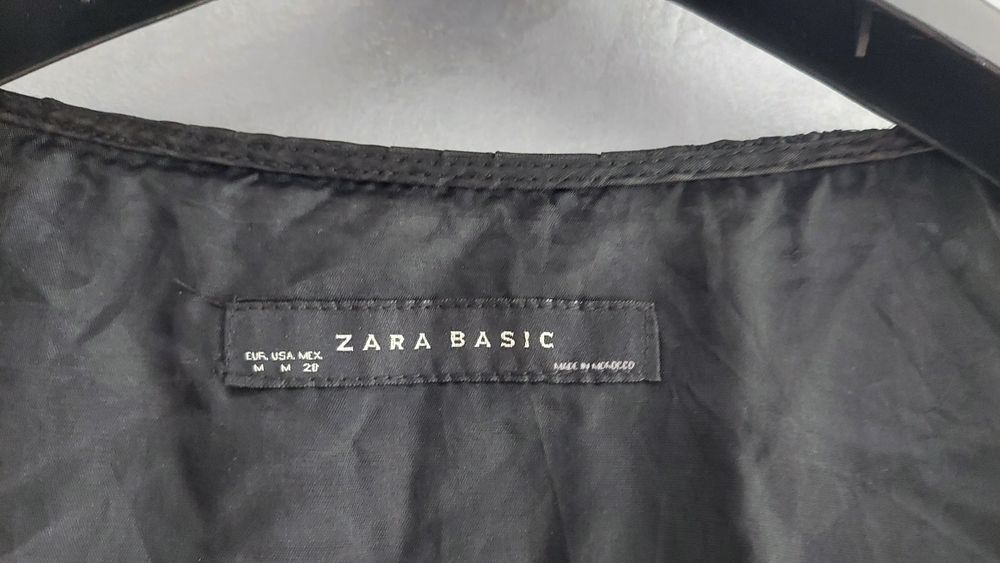 ZARA BASIC
EUR. USA. MEX.
M M 28
MADE IN MOROCCO